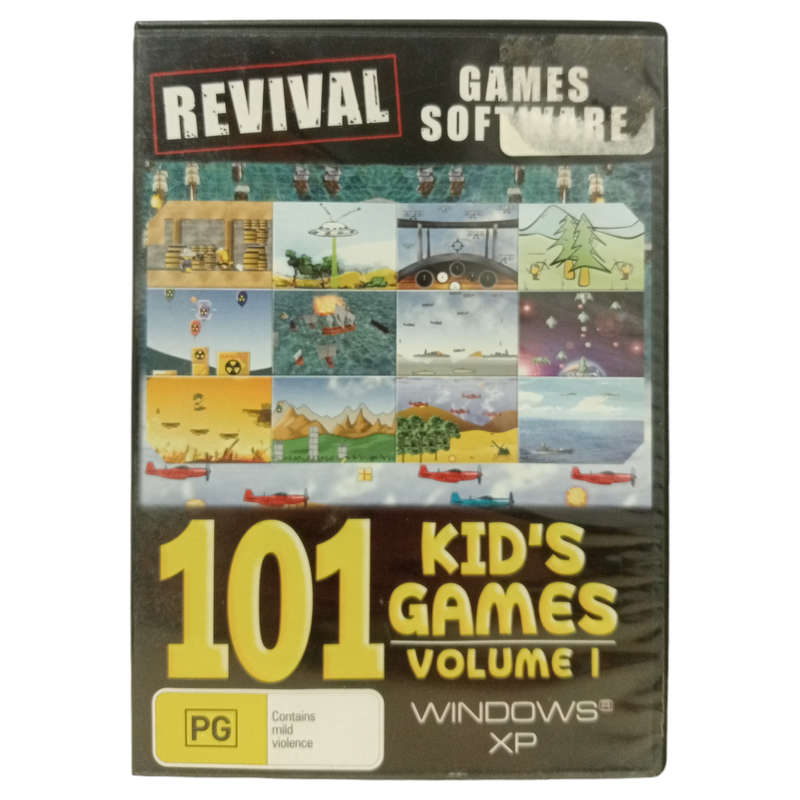 REVIVAL
GAMES
SOFTWARE
101
KID'S
GAMES
VOLUME 1
PG
Contains
mild
violence
WINDOWS®
XP